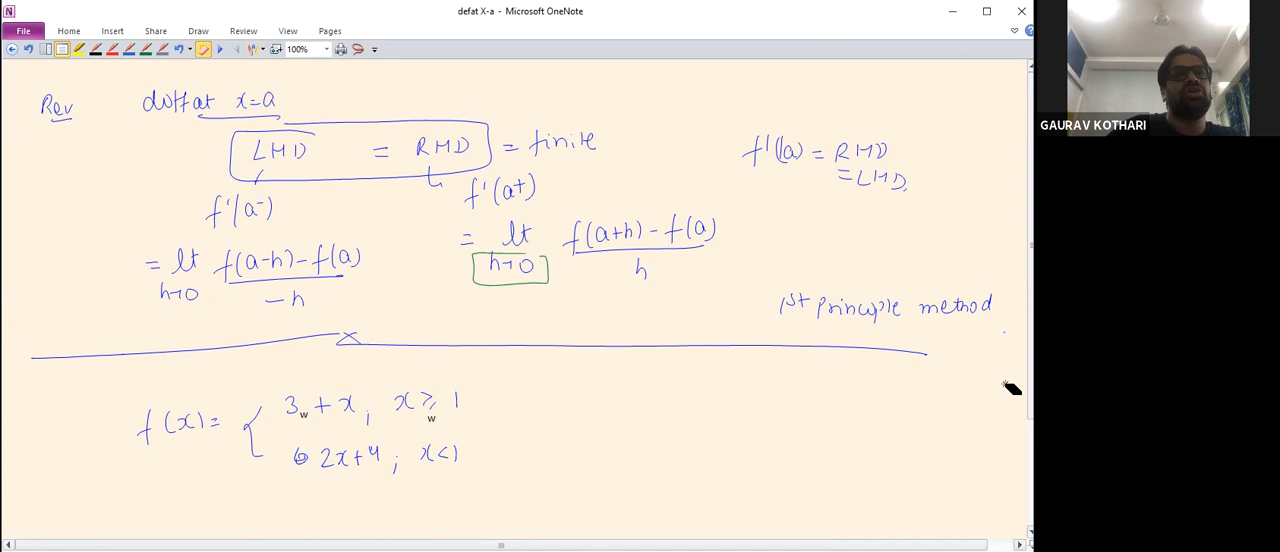 defat X-a - Microsoft OneNote
File Home Insert Share Draw Review View Pages
100%
Rev diff at x=a
LHD = RHD = finite
f'(a) = RHD
= LHD
f'(a⁻)
f'(a⁺)
= lt h→0 f(a-h) - f(a) / -h
= lt h→0 f(a+h) - f(a) / h
1st principle method
x
f(x) = { 3 + x ; x ≥ 1
2x+4 ; x<1
w
w
GAURAV KOTHARI